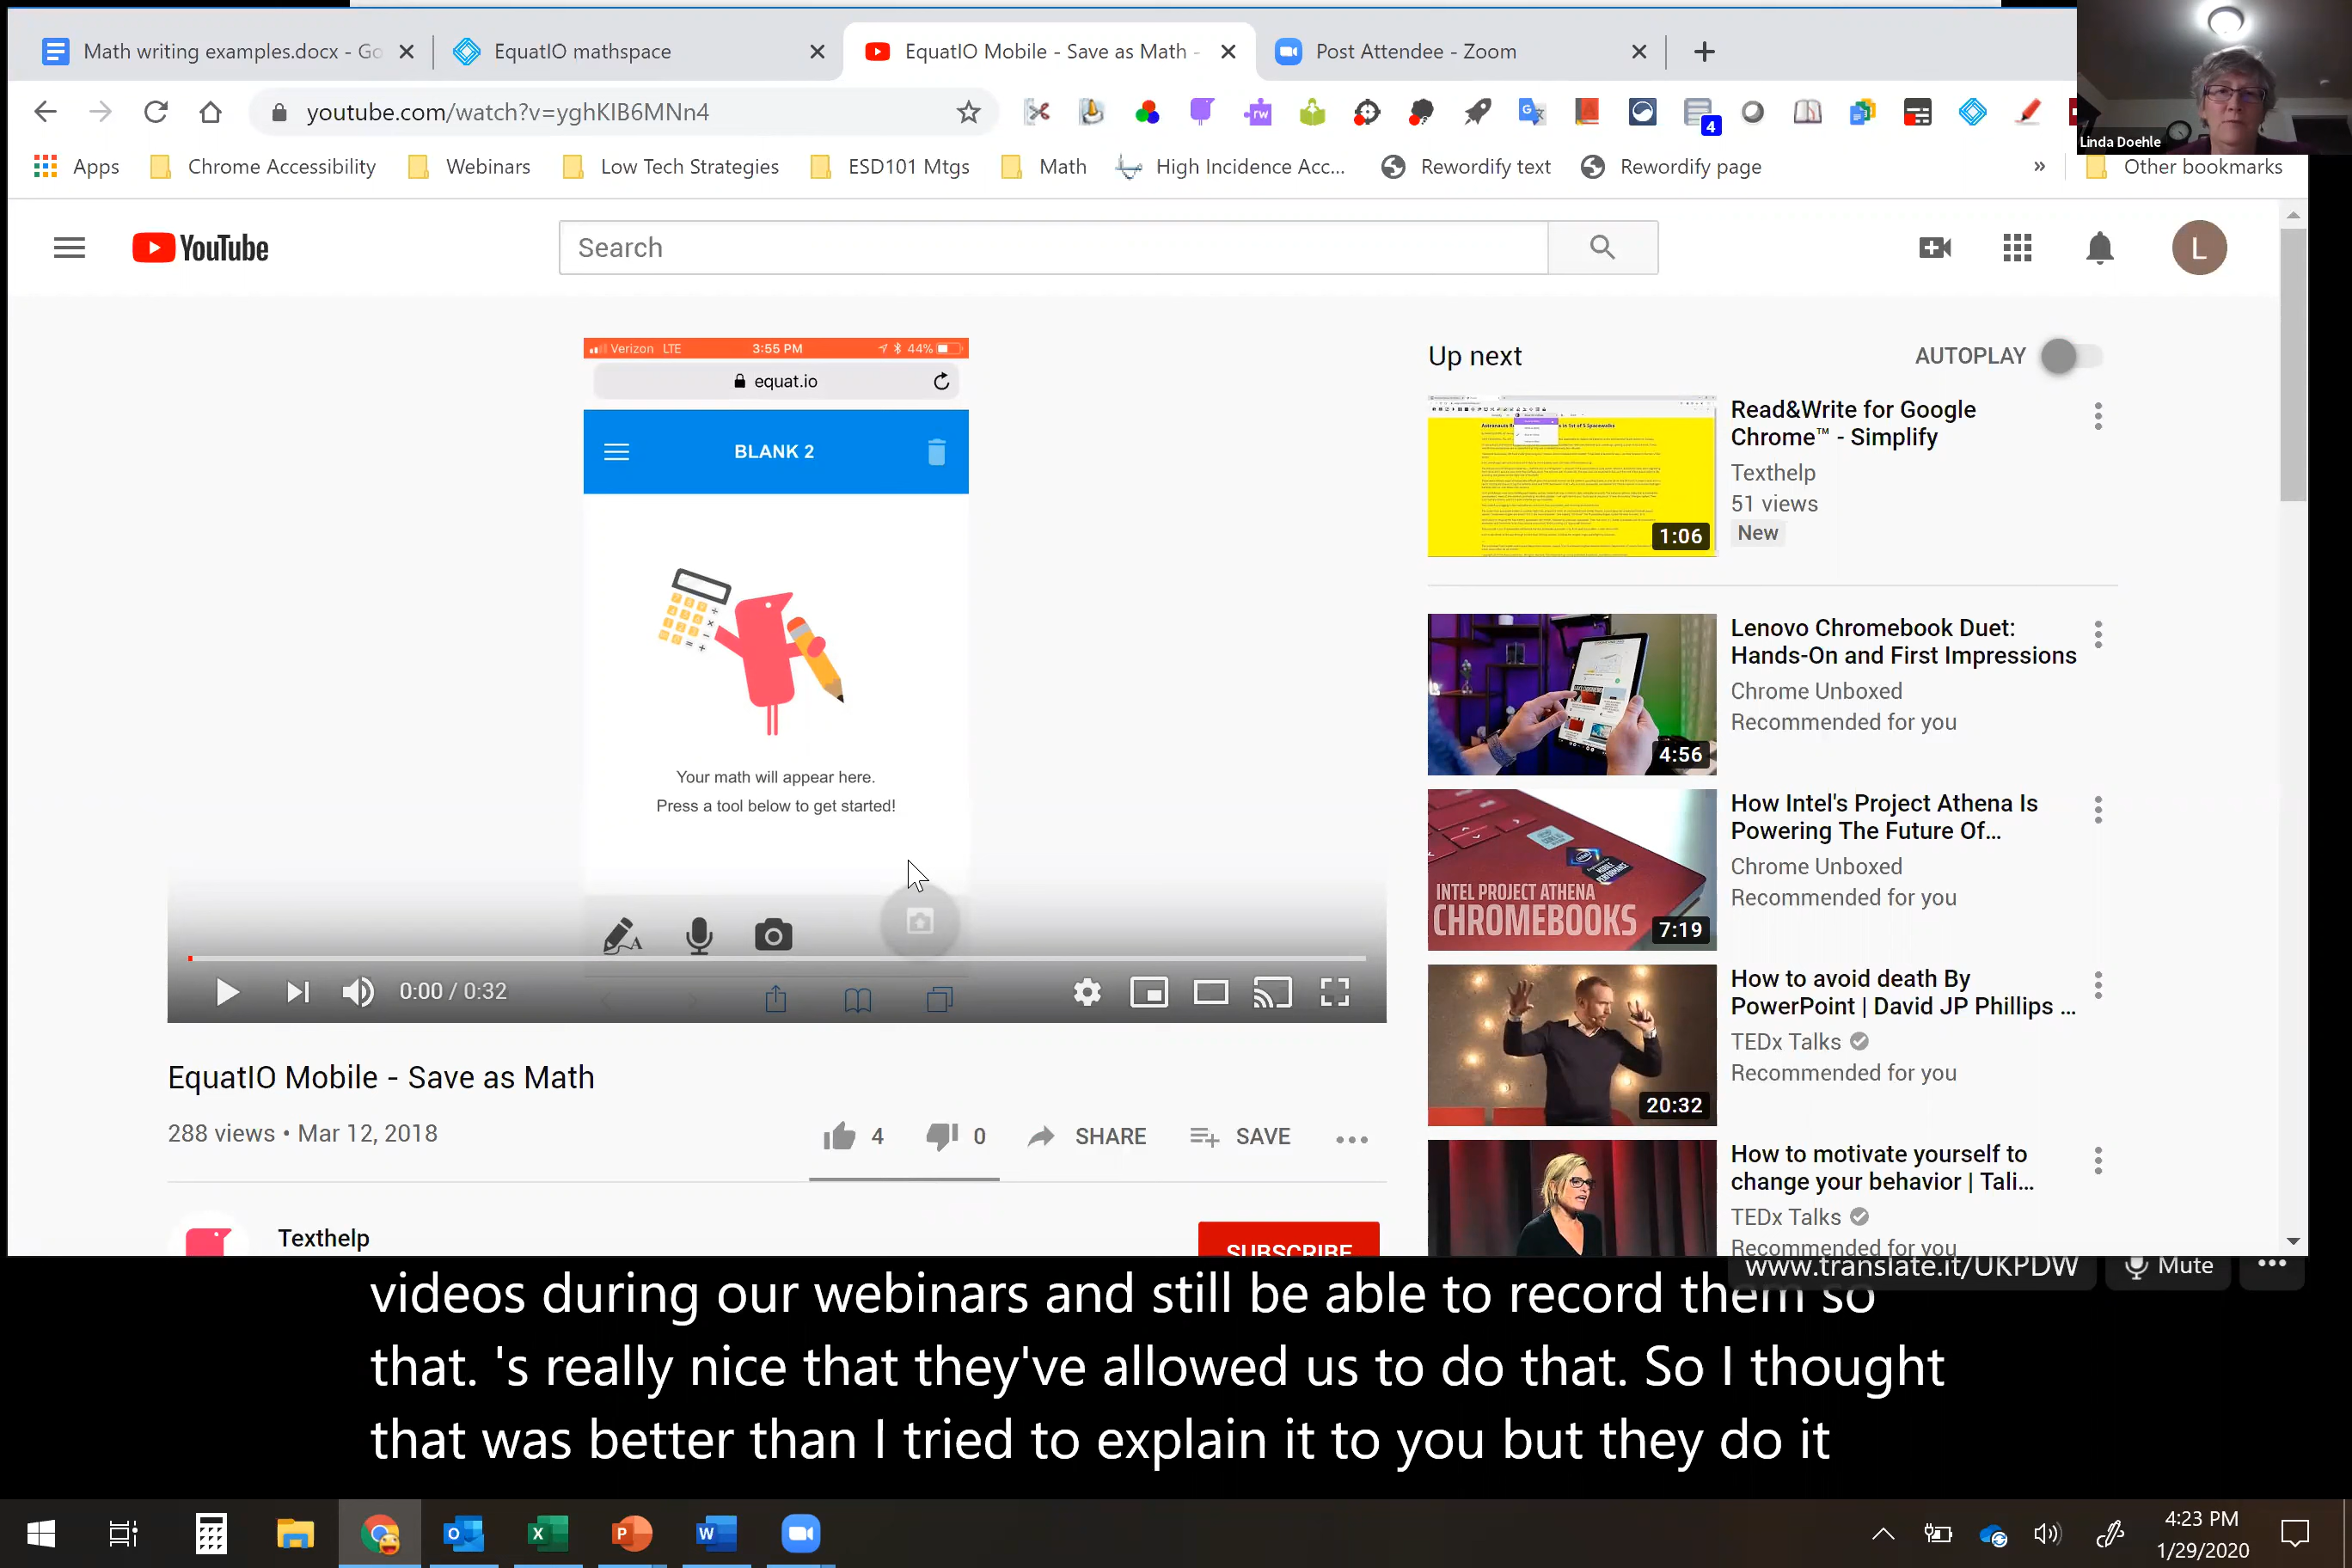 Math writing examples.docx - Go
EquatIO mathspace
EquatIO Mobile - Save as Math -
Post Attendee - Zoom
youtube.com/watch?v=yghKIB6MNn4
rw
4
Linda Doehle
Apps
Chrome Accessibility
Webinars
Low Tech Strategies
ESD101 Mtgs
Math
High Incidence Acc...
Rewordify text
Rewordify page
»
Other bookmarks
YouTube
Search
L
Verizon LTE
3:55 PM
44%
equat.io
BLANK 2
Your math will appear here.
Press a tool below to get started!
0:00 / 0:32
EquatIO Mobile - Save as Math
288 views • Mar 12, 2018
4
0
SHARE
SAVE
Texthelp
SUBSCRIBE
Up next
AUTOPLAY
1:06
Read&Write for Google
Chrome™ - Simplify
Texthelp
51 views
New
4:56
Lenovo Chromebook Duet:
Hands-On and First Impressions
Chrome Unboxed
Recommended for you
INTEL PROJECT ATHENA
CHROMEBOOKS
7:19
How Intel's Project Athena Is
Powering The Future Of...
Chrome Unboxed
Recommended for you
20:32
How to avoid death By
PowerPoint | David JP Phillips ...
TEDx Talks
Recommended for you
How to motivate yourself to
change your behavior | Tali...
TEDx Talks
Recommended for you
www.translate.it/UKPDW
Mute
videos during our webinars and still be able to record them so
that. 's really nice that they've allowed us to do that. So I thought
that was better than I tried to explain it to you but they do it
4:23 PM
1/29/2020